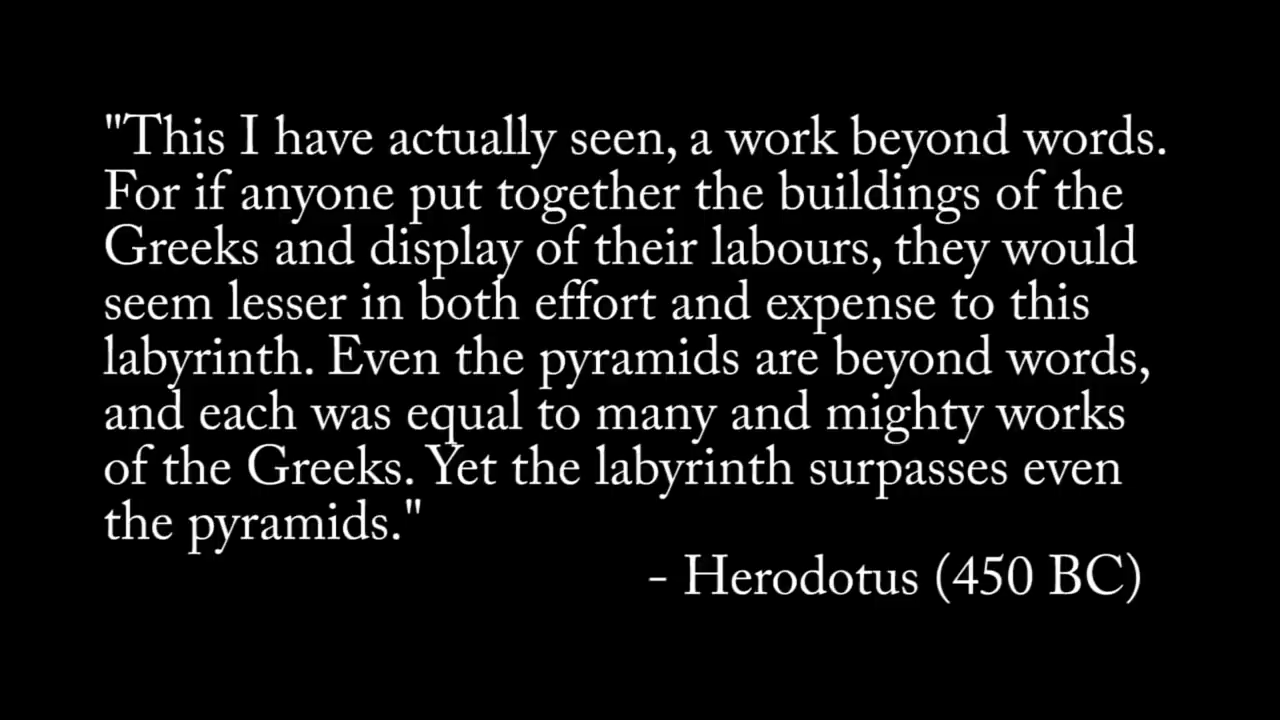 "This I have actually seen, a work beyond words.
For if anyone put together the buildings of the
Greeks and display of their labours, they would
seem lesser in both effort and expense to this
labyrinth. Even the pyramids are beyond words,
and each was equal to many and mighty works
of the Greeks. Yet the labyrinth surpasses even
the pyramids."
- Herodotus (450 BC)